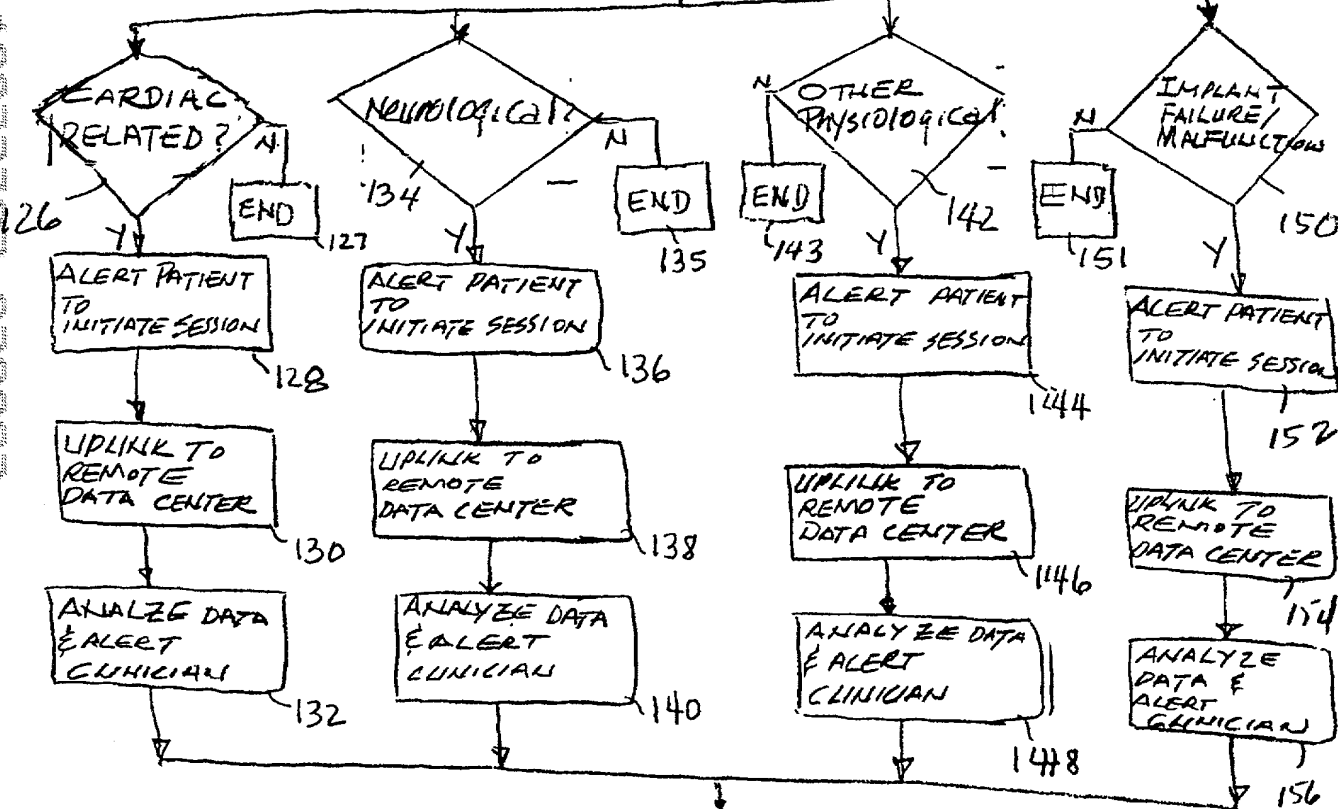 CARDIAC
RELATED?
N
126
END
127
Y
ALERT PATIENT
TO
INITIATE SESSION
128
UPLINK TO
REMOTE
DATA CENTER
130
ANALZE DATA
& ALERT
CLINICIAN
132
Neurological?
N
134
END
135
Y
ALERT PATIENT
TO
INITIATE SESSION
136
UPLINK TO
REMOTE
DATA CENTER
138
ANALYZE DATA
& ALERT
CLINICIAN
140
N
OTHER
PHYSIOLOGICAL
END
143
142
Y
ALERT PATIENT
TO
INITIATE SESSION
144
UPLINK TO
REMOTE
DATA CENTER
146
ANALYZE DATA
& ALERT
CLINICIAN
148
IMPLANT
FAILURE/
MALFUNCTION
N
END
151
150
Y
ALERT PATIENT
TO
INITIATE SESSION
152
UPLINK TO
REMOTE
DATA CENTER
154
ANALYZE
DATA &
ALERT
CLINICIAN
156